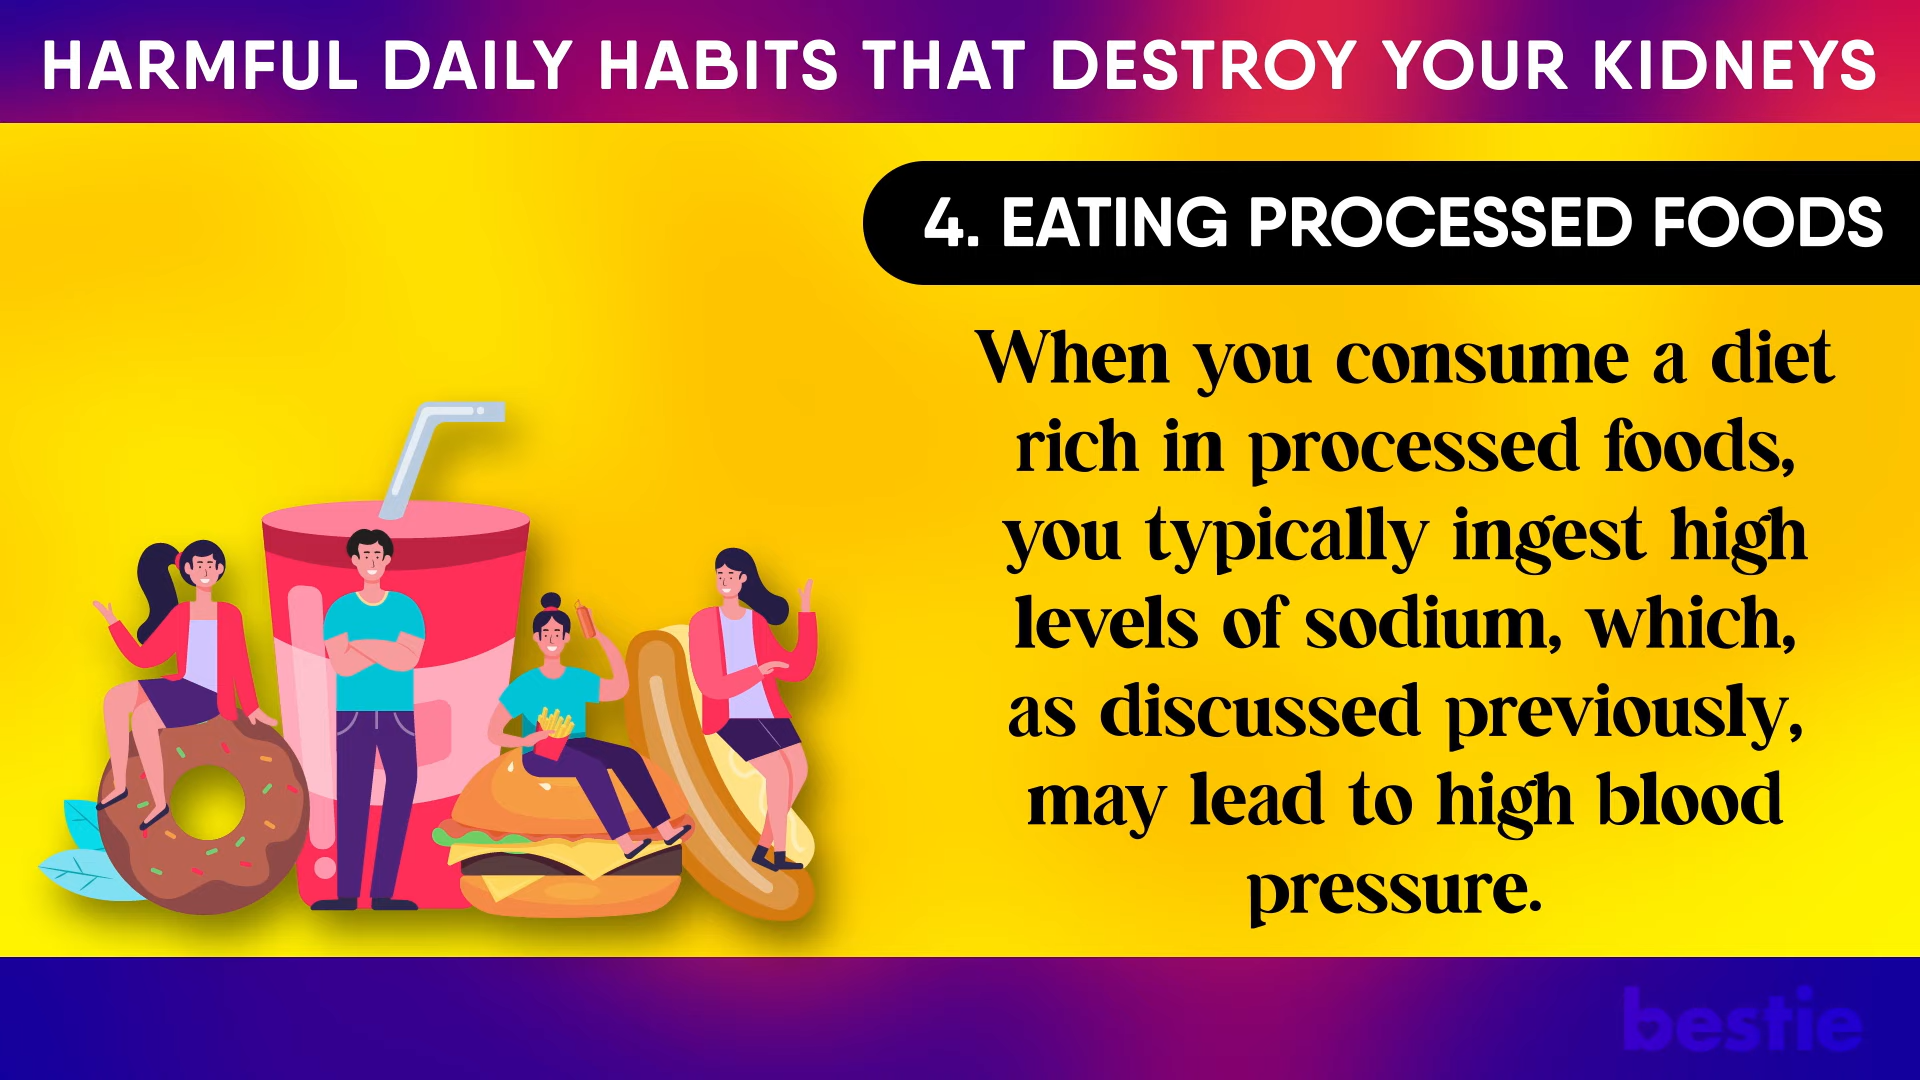 HARMFUL DAILY HABITS THAT DESTROY YOUR KIDNEYS
4. EATING PROCESSED FOODS
When you consume a diet
rich in processed foods,
you typically ingest high
levels of sodium, which,
as discussed previously,
may lead to high blood
pressure.
bestie